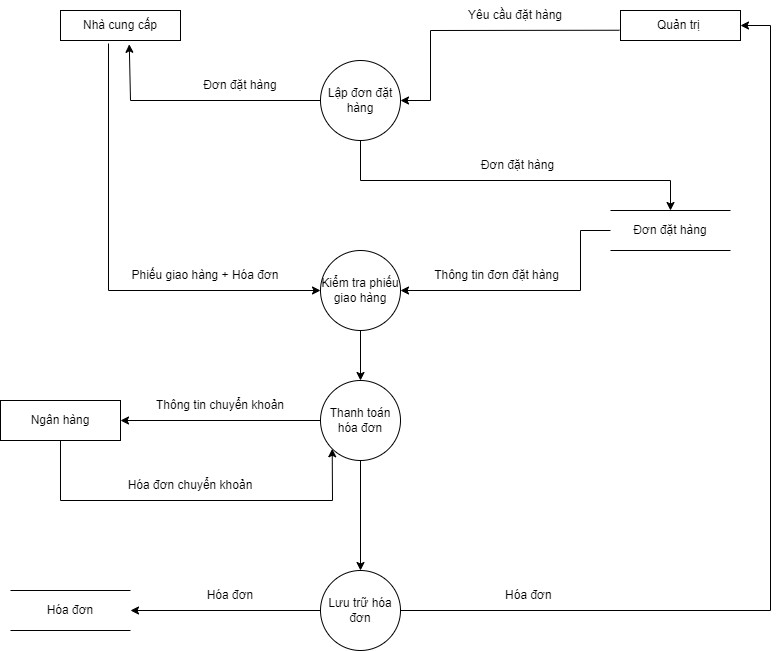 Yêu cầu đặt hàng
Nhà cung cấp
Quản trị
Đơn đặt hàng
Lập đơn đặt
hàng
Đơn đặt hàng
Đơn đặt hàng
Phiếu giao hàng + Hóa đơn
Kiểm tra phiếu
giao hàng
Thông tin đơn đặt hàng
Thông tin chuyển khoản
Ngân hàng
Thanh toán
hóa đơn
Hóa đơn chuyển khoản
Hóa đơn
Hóa đơn
Hóa đơn
Lưu trữ hóa
đơn